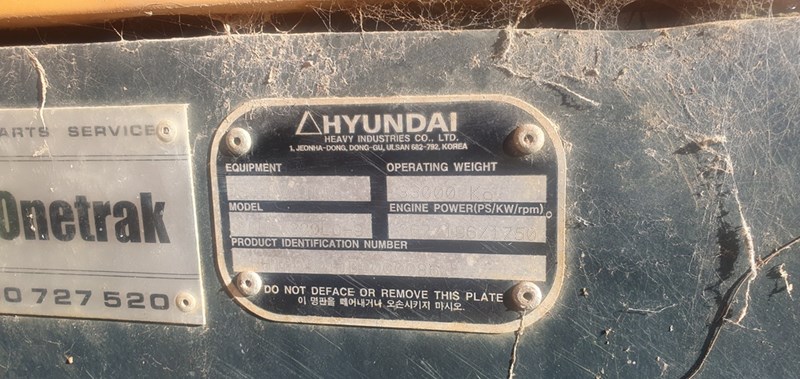 ARTS SERVICE
Onetrak
0 727 520
HYUNDAI
HEAVY INDUSTRIES CO., LTD.
1, JEONHA-DONG, DONG-GU, ULSAN 682-792, KOREA
EQUIPMENT
OPERATING WEIGHT
MODEL
ENGINE POWER(PS/KW/rpm)
PRODUCT IDENTIFICATION NUMBER
DO NOT DEFACE OR REMOVE THIS PLATE
이 명판을 떼어내거나 오손시키지 마시오.